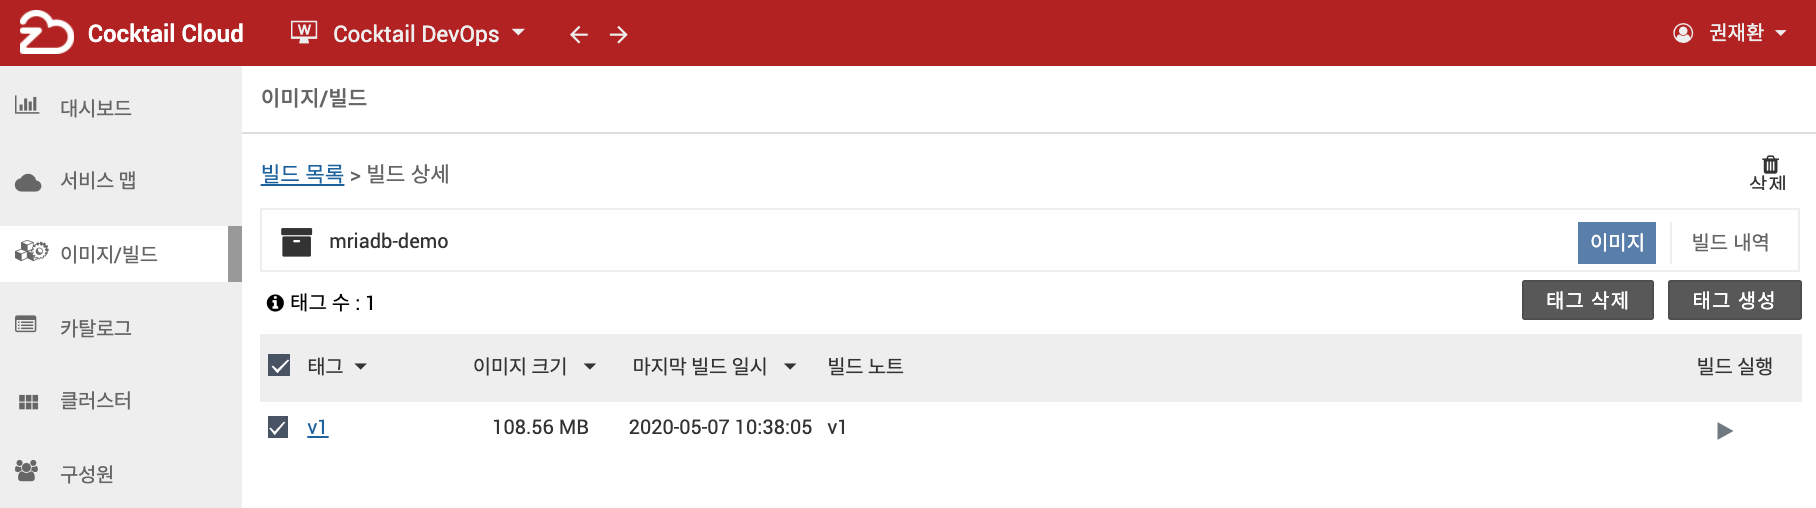 Cocktail Cloud
W Cocktail DevOps
권재환
대시보드
서비스 맵
이미지/빌드
카탈로그
클러스터
구성원
이미지/빌드
빌드 목록 > 빌드 상세
삭제
mriadb-demo
이미지 빌드 내역
태그 수 : 1
태그 삭제 태그 생성
태그 이미지 크기 마지막 빌드 일시 빌드 노트 빌드 실행
v1 108.56 MB 2020-05-07 10:38:05 v1